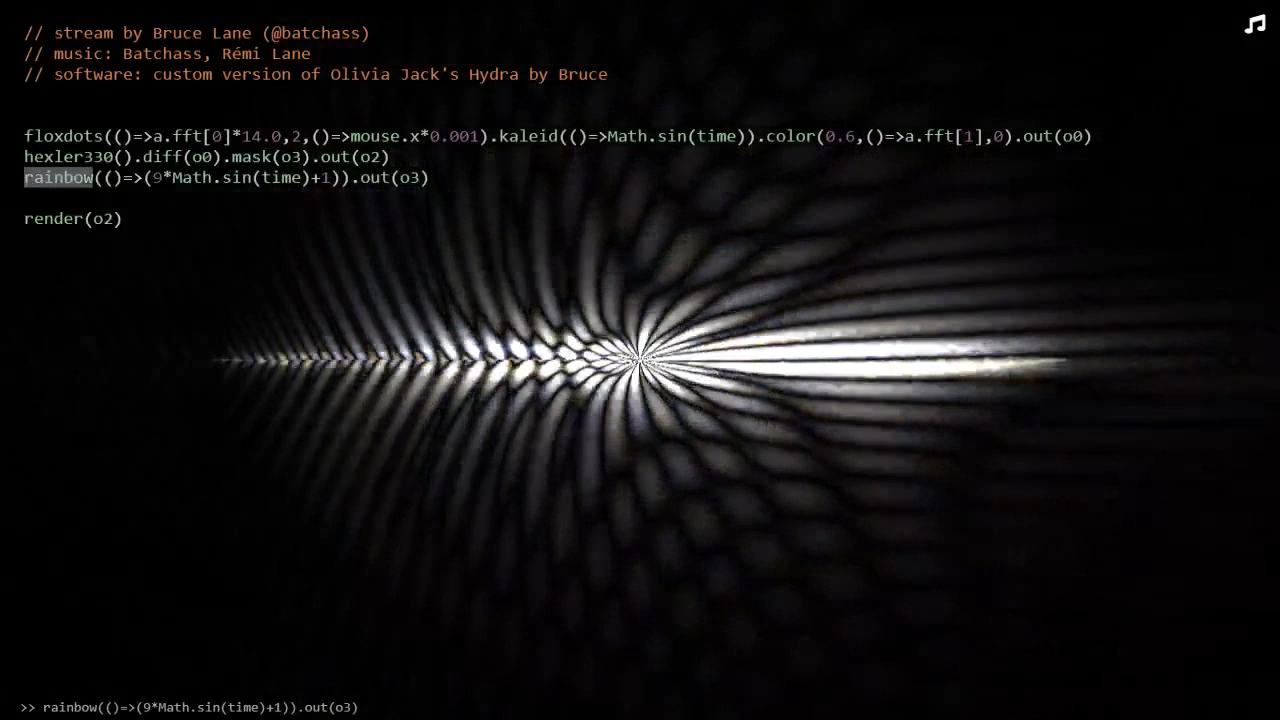 // stream by Bruce Lane (@batchass)
// music: Batchass, Rémi Lane
// software: custom version of Olivia Jack's Hydra by Bruce
floxdots(()=>a.fft[0]*14.0,2,()=>mouse.x*0.001).kaleid(()=>Math.sin(time)).color(0.6,()=>a.fft[1],0).out(o0)
hexler330().diff(o0).mask(o3).out(o2)
rainbow(()=>(9*Math.sin(time)+1)).out(o3)
render(o2)
>> rainbow(()=>(9*Math.sin(time)+1)).out(o3)